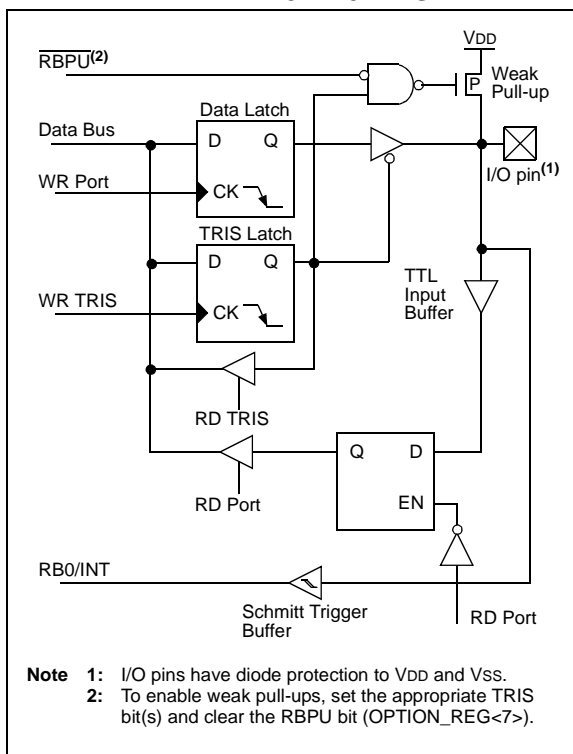 VDD
RBPU(2)
P
Weak
Pull-up
Data Latch
Data Bus
D Q
I/O pin(1)
WR Port
CK
TRIS Latch
D Q
TTL
Input
Buffer
WR TRIS
CK
RD TRIS
Q D
RD Port
EN
RB0/INT
Schmitt Trigger
Buffer
RD Port
Note 1: I/O pins have diode protection to VDD and VSS.
2: To enable weak pull-ups, set the appropriate TRIS
bit(s) and clear the RBPU bit (OPTION_REG<7>).